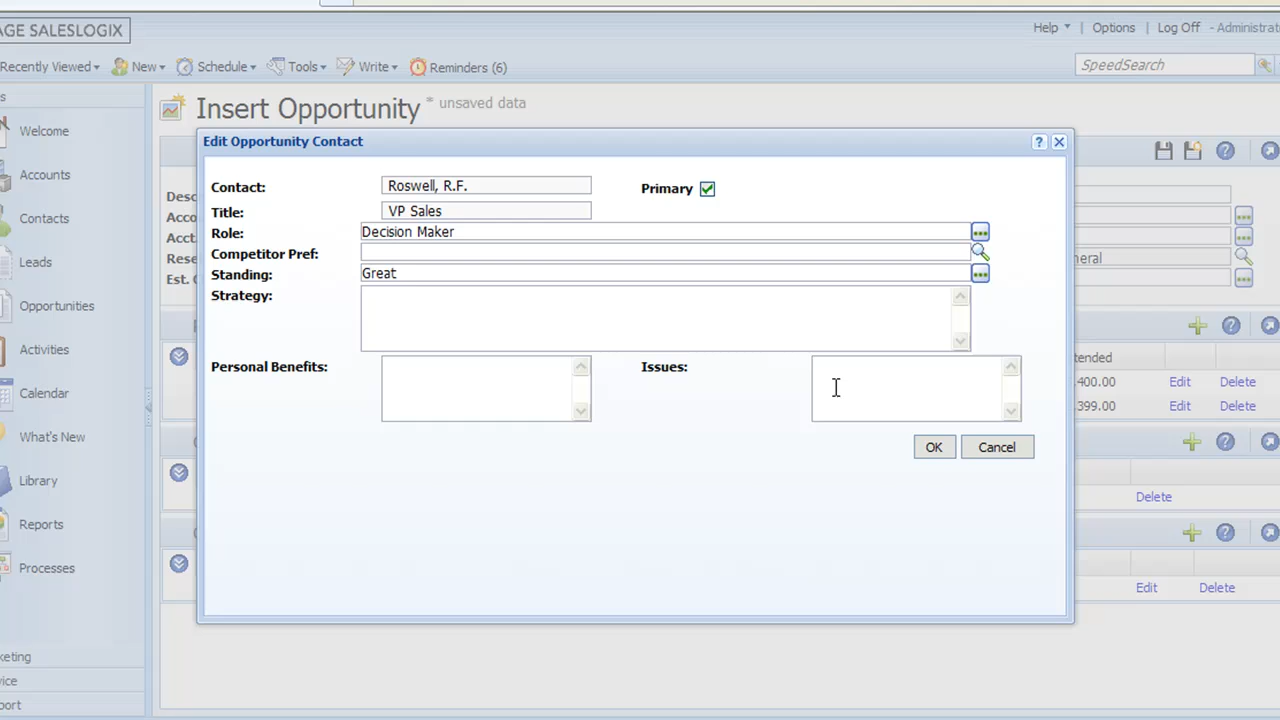 AGE SALESLOGIX
Help
Options
Log Off
- Administrat
Recently Viewed
New
Schedule
Tools
Write
Reminders (6)
SpeedSearch
s
Insert Opportunity * unsaved data
Edit Opportunity Contact
Welcome
Accounts
Contacts
Leads
Opportunities
Activities
Calendar
What's New
Library
Reports
Processes
keting
vice
port
Desc
Acco
Acct
Rese
Est. C
Contact: Roswell, R.F.
Primary
Title: VP Sales
Role: Decision Maker
Competitor Pref:
Standing: Great
Strategy:
Personal Benefits:
Issues:
OK Cancel
neral
tended
400.00 Edit Delete
399.00 Edit Delete
Delete
Edit Delete